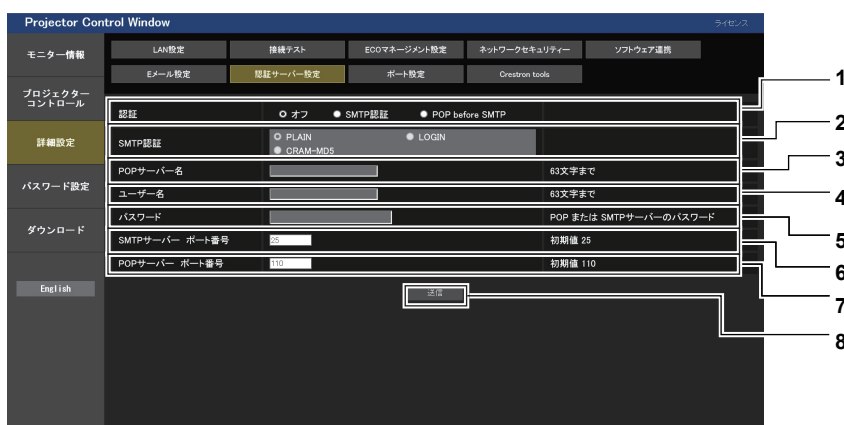 Projector Control Window
ライセンス
モニター情報
プロジェクター
コントロール
詳細設定
パスワード設定
ダウンロード
English
LAN設定 接続テスト ECOマネージメント設定 ネットワークセキュリティー ソフトウェア連携
Eメール設定 認証サーバー設定 ポート設定 Crestron tools
認証 オフ SMTP認証 POP before SMTP
SMTP認証 PLAIN LOGIN
CRAM-MD5
POPサーバー名 63文字まで
ユーザー名 63文字まで
パスワード POP または SMTPサーバーのパスワード
SMTPサーバー ポート番号 25 初期値 25
POPサーバー ポート番号 110 初期値 110
送信
1
2
3
4
5
6
7
8